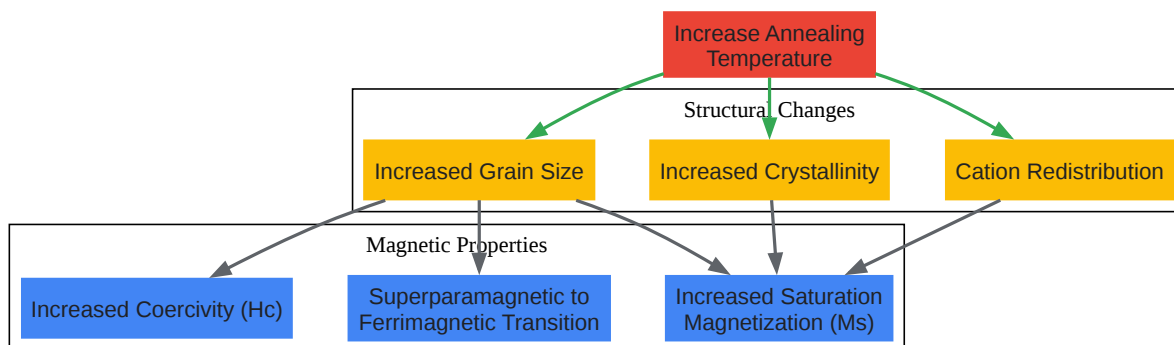 Increase Annealing
Temperature
Structural Changes
Increased Grain Size
Increased Crystallinity
Cation Redistribution
Magnetic Properties
Increased Coercivity (Hc)
Superparamagnetic to
Ferrimagnetic Transition
Increased Saturation
Magnetization (Ms)